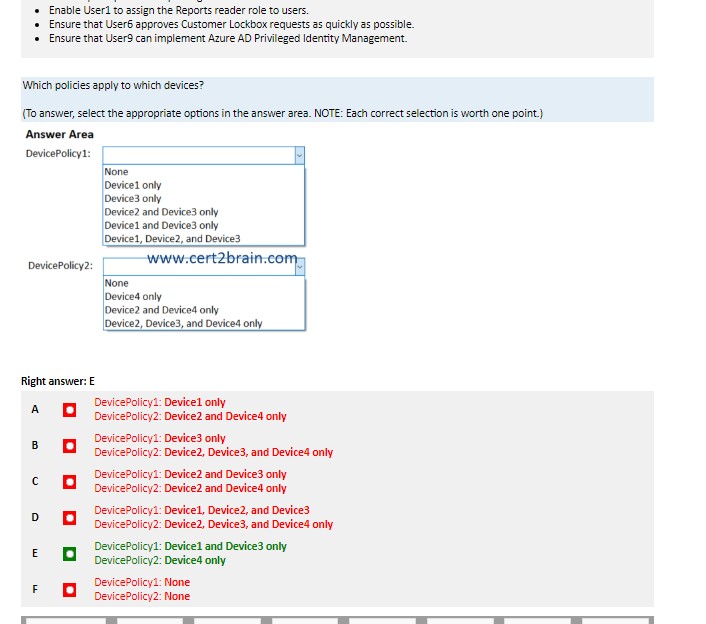 • Enable User1 to assign the Reports reader role to users.
• Ensure that User6 approves Customer Lockbox requests as quickly as possible.
• Ensure that User9 can implement Azure AD Privileged Identity Management.
Which policies apply to which devices?
(To answer, select the appropriate options in the answer area. NOTE: Each correct selection is worth one point.)
Answer Area
DevicePolicy1:
None
Device1 only
Device3 only
Device2 and Device3 only
Device1 and Device3 only
Device1, Device2, and Device3
www.cert2brain.com
DevicePolicy2:
None
Device4 only
Device2 and Device4 only
Device2, Device3, and Device4 only
Right answer: E
A
DevicePolicy1: Device1 only
DevicePolicy2: Device2 and Device4 only
B
DevicePolicy1: Device3 only
DevicePolicy2: Device2, Device3, and Device4 only
C
DevicePolicy1: Device2 and Device3 only
DevicePolicy2: Device2 and Device4 only
D
DevicePolicy1: Device1, Device2, and Device3
DevicePolicy2: Device2, Device3, and Device4 only
E
DevicePolicy1: Device1 and Device3 only
DevicePolicy2: Device4 only
F
DevicePolicy1: None
DevicePolicy2: None